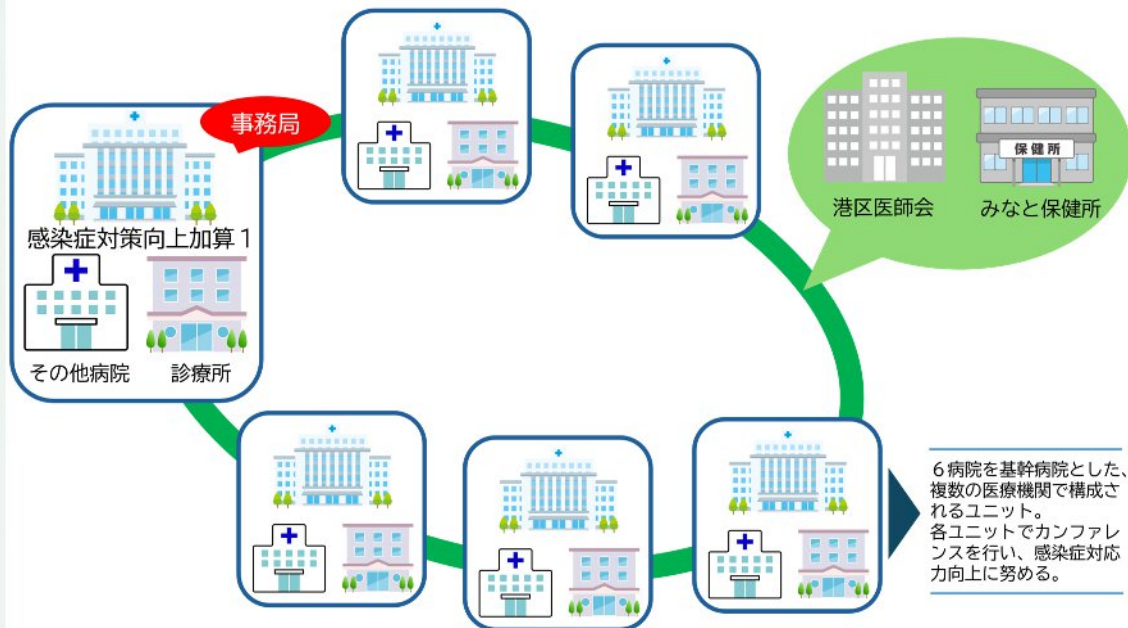 事務局
感染症対策向上加算1
その他病院
診療所
保健所
港区医師会
みなと保健所
6病院を基幹病院とした、
複数の医療機関で構成さ
れるユニット。
各ユニットでカンファレ
ンスを行い、感染症対応
力向上に努める。